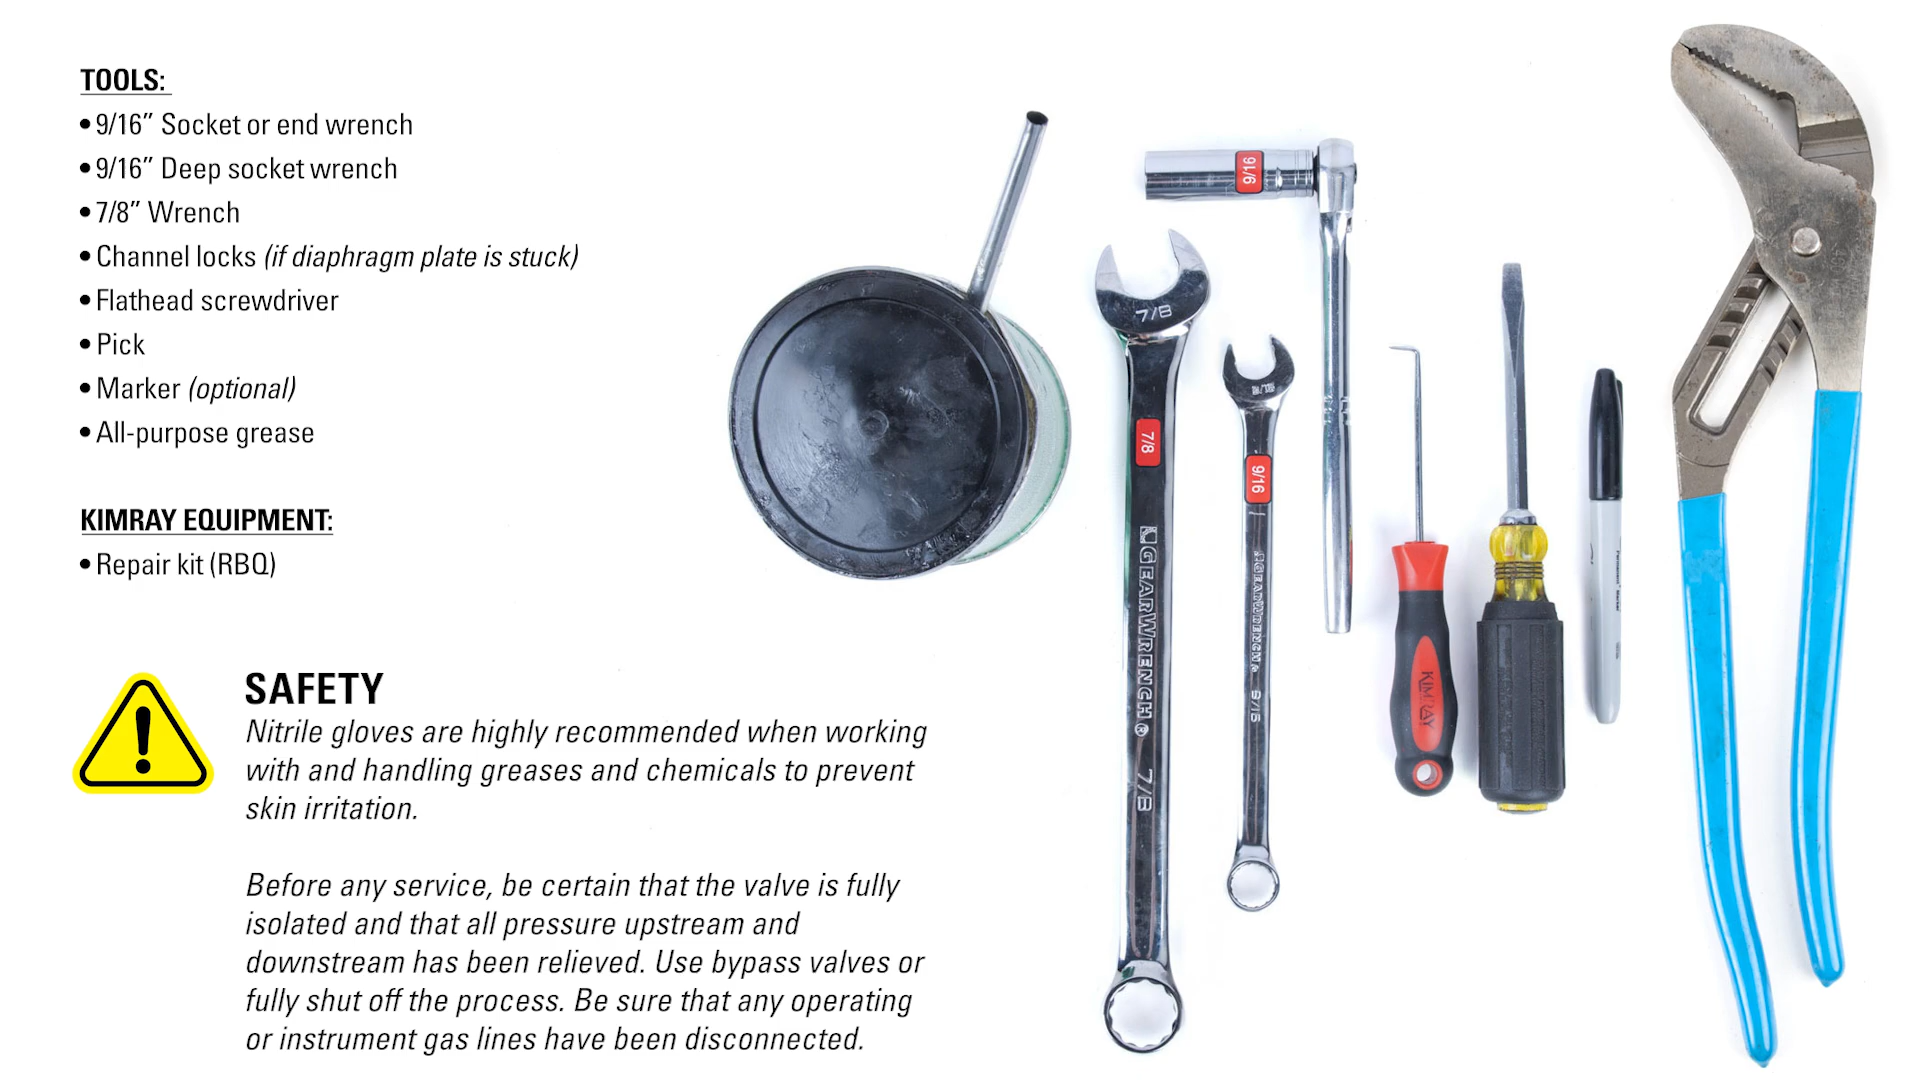 TOOLS:
• 9/16” Socket or end wrench
• 9/16” Deep socket wrench
• 7/8” Wrench
• Channel locks (if diaphragm plate is stuck)
• Flathead screwdriver
• Pick
• Marker (optional)
• All-purpose grease
KIMRAY EQUIPMENT:
• Repair kit (RBQ)
SAFETY
Nitrile gloves are highly recommended when working
with and handling greases and chemicals to prevent
skin irritation.
Before any service, be certain that the valve is fully
isolated and that all pressure upstream and
downstream has been relieved. Use bypass valves or
fully shut off the process. Be sure that any operating
or instrument gas lines have been disconnected.
9/16
7/8
7/8
GEARWRENCH®
7/8
9/16
GEARWRENCH®
9/16
KIMRAY